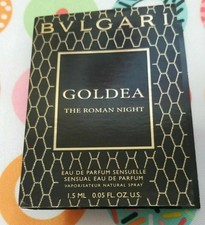 BVLGARI
GOLDEA
THE ROMAN NIGHT
EAU DE PARFUM SENSUELLE
SENSUAL EAU DE PARFUM
VAPORISATEUR NATURAL SPRAY
1.5 ML 0.05 FL. OZ. U.S.